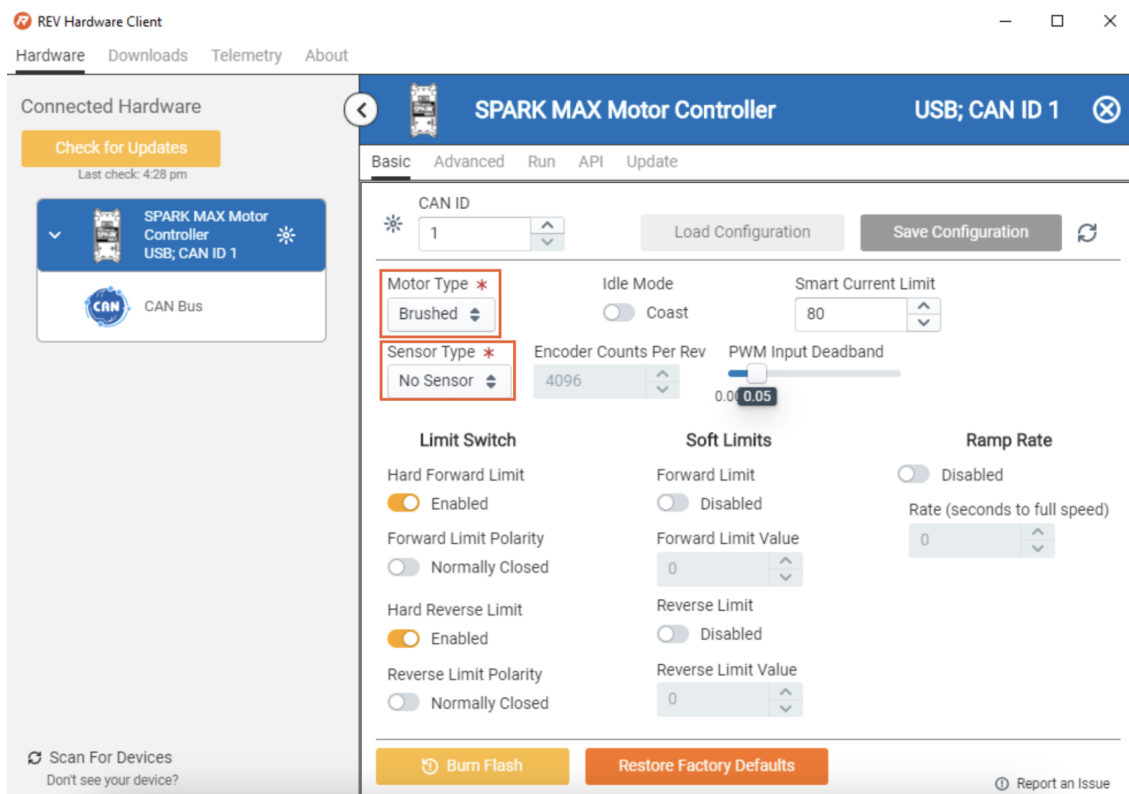 REV Hardware Client
Hardware Downloads Telemetry About
Connected Hardware
Check for Updates
Last check: 4:28 pm
SPARK MAX Motor
Controller
USB; CAN ID 1
CAN
CAN Bus
Scan For Devices
Don't see your device?
SPARK MAX Motor Controller USB; CAN ID 1
Basic Advanced Run API Update
CAN ID
1
Load Configuration
Save Configuration
Motor Type *
Brushed
Idle Mode
Coast
Smart Current Limit
80
Sensor Type *
No Sensor
Encoder Counts Per Rev
4096
PWM Input Deadband
0.05
Limit Switch
Hard Forward Limit
Enabled
Forward Limit Polarity
Normally Closed
Hard Reverse Limit
Enabled
Reverse Limit Polarity
Normally Closed
Soft Limits
Forward Limit
Disabled
Forward Limit Value
0
Reverse Limit
Disabled
Reverse Limit Value
0
Ramp Rate
Disabled
Rate (seconds to full speed)
0
Burn Flash
Restore Factory Defaults
Report an Issue